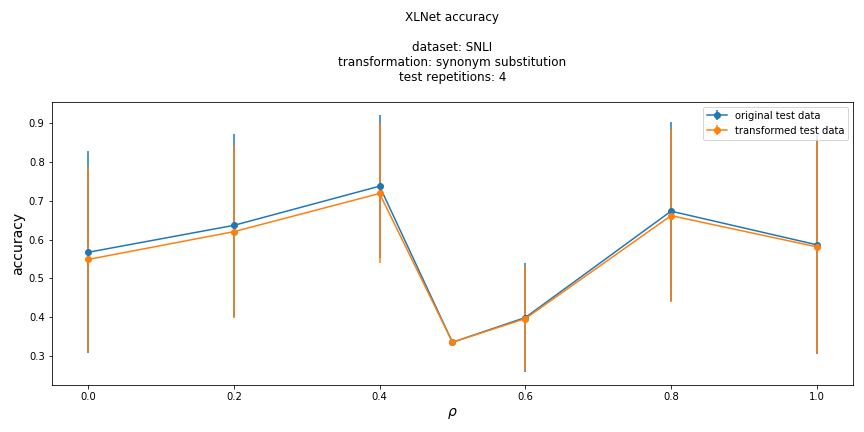 XLNet accuracy
dataset: SNLI
transformation: synonym substitution
test repetitions: 4
original test data
transformed test data
accuracy
0.9
0.8
0.7
0.6
0.5
0.4
0.3
0.0 0.2 0.4 0.6 0.8 1.0
ρ